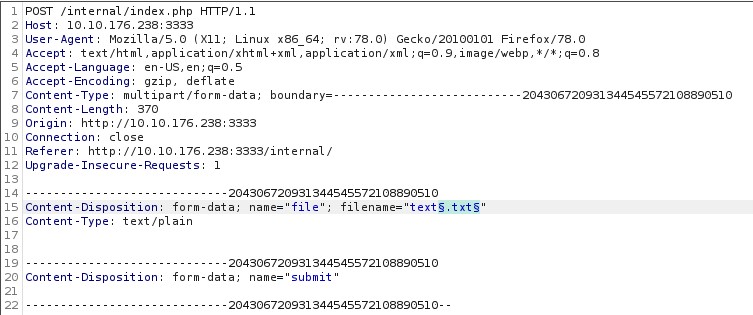 1 POST /internal/index.php HTTP/1.1
2 Host: 10.10.176.238:3333
3 User-Agent: Mozilla/5.0 (X11; Linux x86_64; rv:78.0) Gecko/20100101 Firefox/78.0
4 Accept: text/html,application/xhtml+xml,application/xml;q=0.9,image/webp,*/*;q=0.8
5 Accept-Language: en-US,en;q=0.5
6 Accept-Encoding: gzip, deflate
7 Content-Type: multipart/form-data; boundary=---------------------------204306720931344545572108890510
8 Content-Length: 370
9 Origin: http://10.10.176.238:3333
10 Connection: close
11 Referer: http://10.10.176.238:3333/internal/
12 Upgrade-Insecure-Requests: 1
13
14 -----------------------------204306720931344545572108890510
15 Content-Disposition: form-data; name="file"; filename="text§.txt§"
16 Content-Type: text/plain
17
18
19 -----------------------------204306720931344545572108890510
20 Content-Disposition: form-data; name="submit"
21
22 -----------------------------204306720931344545572108890510--